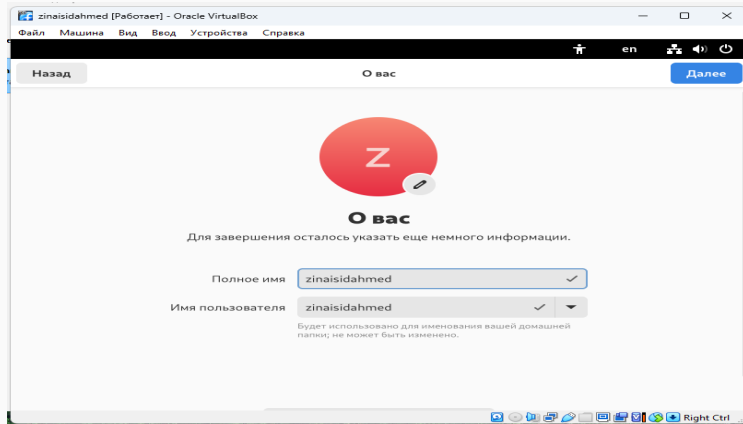 zinaisidahmed [Работает] - Oracle VirtualBox
Файл Машина Вид Ввод Устройства Справка
en
Назад О вас Далее
Z
О вас
Для завершения осталось указать еще немного информации.
Полное имя zinaisidahmed
Имя пользователя zinaisidahmed
Будет использовано для именования вашей домашней
папки; не может быть изменено.
Right Ctrl